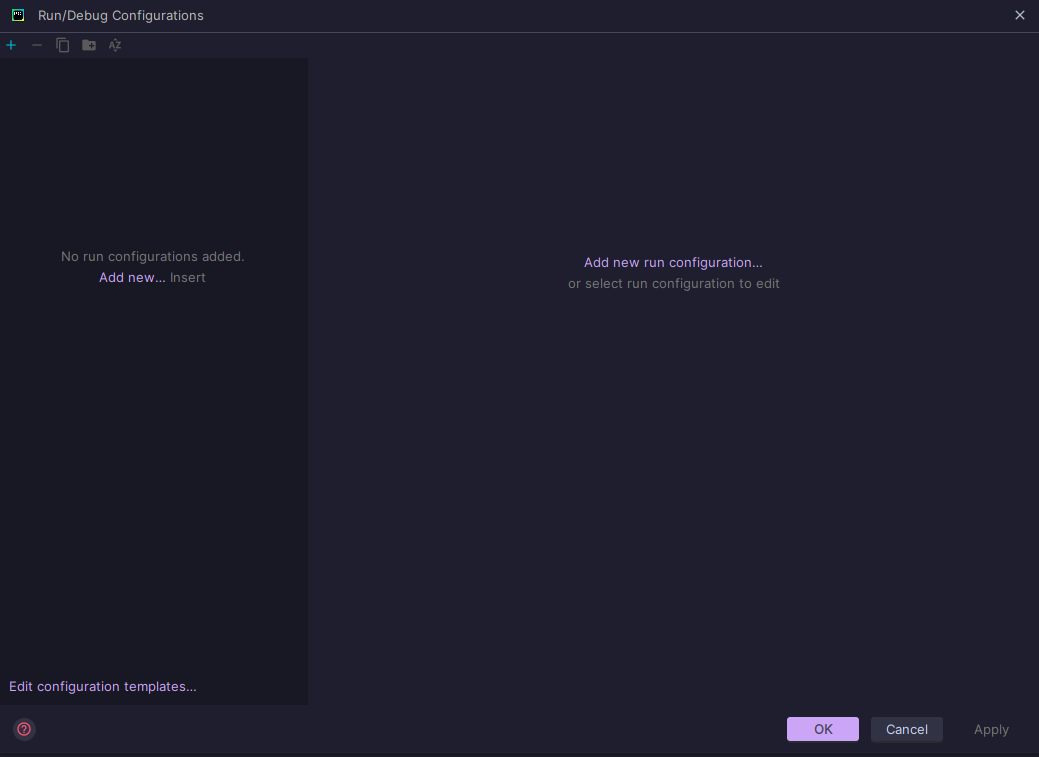 Run/Debug Configurations
No run configurations added.
Add new... Insert
Add new run configuration...
or select run configuration to edit
Edit configuration templates...
?
OK
Cancel
Apply